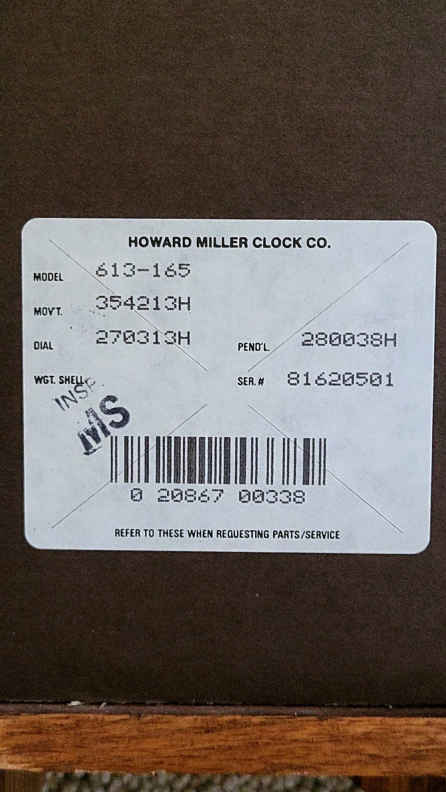 HOWARD MILLER CLOCK CO.
MODEL 613-165
MOV'T. 354213H
DIAL 270313H PEND'L 280038H
WGT. SHELL SER.# 81620501
INSP
MS
0 20867 00338
REFER TO THESE WHEN REQUESTING PARTS/SERVICE